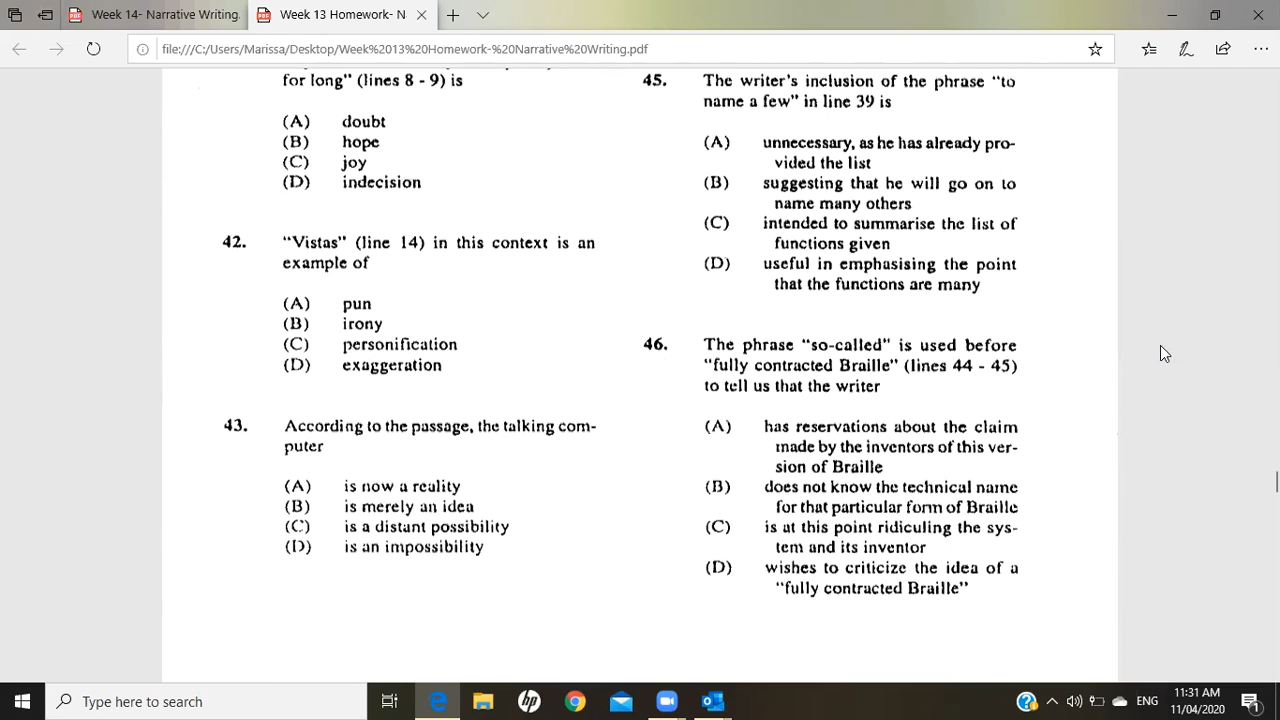 Week 14- Narrative Writing.
Week 13 Homework- N
file:///C:/Users/Marissa/Desktop/Week%2013%20Homework-%20Narrative%20Writing.pdf
for long" (lines 8 - 9) is
(A) doubt
(B) hope
(C) joy
(D) indecision
42. "Vistas" (line 14) in this context is an
example of
(A) pun
(B) irony
(C) personification
(D) exaggeration
43. According to the passage, the talking com-
puter
(A) is now a reality
(B) is merely an idea
(C) is a distant possibility
(D) is an impossibility
45. The writer's inclusion of the phrase "to
name a few" in line 39 is
(A) unnecessary, as he has already pro-
vided the list
(B) suggesting that he will go on to
name many others
(C) intended to summarise the list of
functions given
(D) useful in emphasising the point
that the functions are many
46. The phrase "so-called" is used before
"fully contracted Braille" (lines 44 - 45)
to tell us that the writer
(A) has reservations about the claim
made by the inventors of this ver-
sion of Braille
(B) does not know the technical name
for that particular form of Braille
(C) is at this point ridiculing the sys-
tem and its inventor
(D) wishes to criticize the idea of a
"fully contracted Braille"
Type here to search
ENG
11:31 AM
11/04/2020